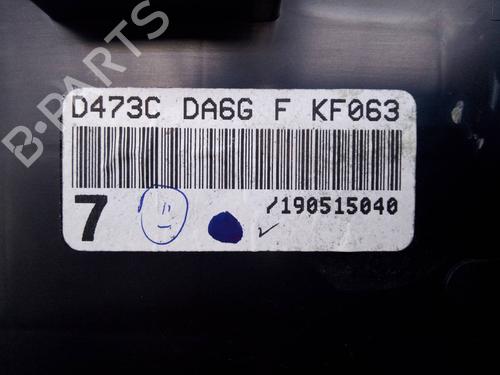 B-PARTS
D473C DA6G F KF063
7
/190515040